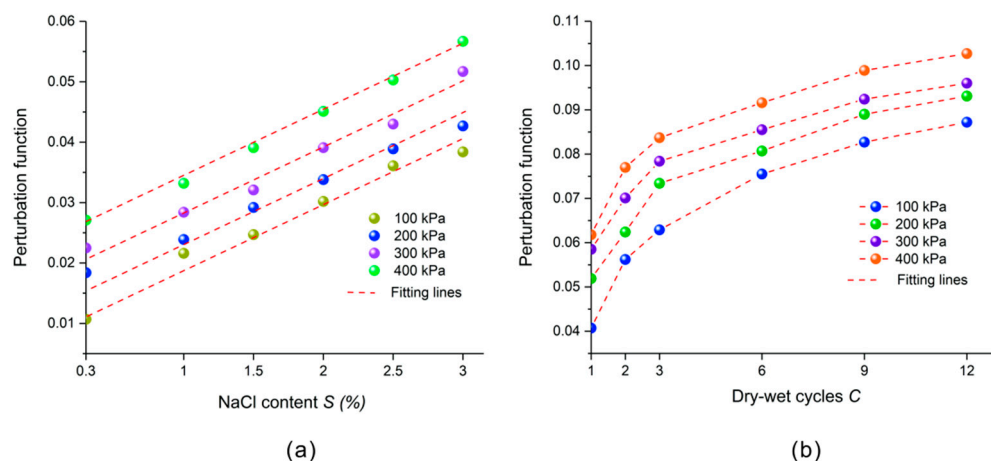 0.06
0.05
0.04
0.03
0.02
0.01
Perturbation function
0.3
1
1.5
2
2.5
3
NaCl content S (%)
100 kPa
200 kPa
300 kPa
400 kPa
Fitting lines
(a)
0.11
0.10
0.09
0.08
0.07
0.06
0.05
0.04
Perturbation function
1
2
3
6
9
12
Dry-wet cycles C
100 kPa
200 kPa
300 kPa
400 kPa
Fitting lines
(b)